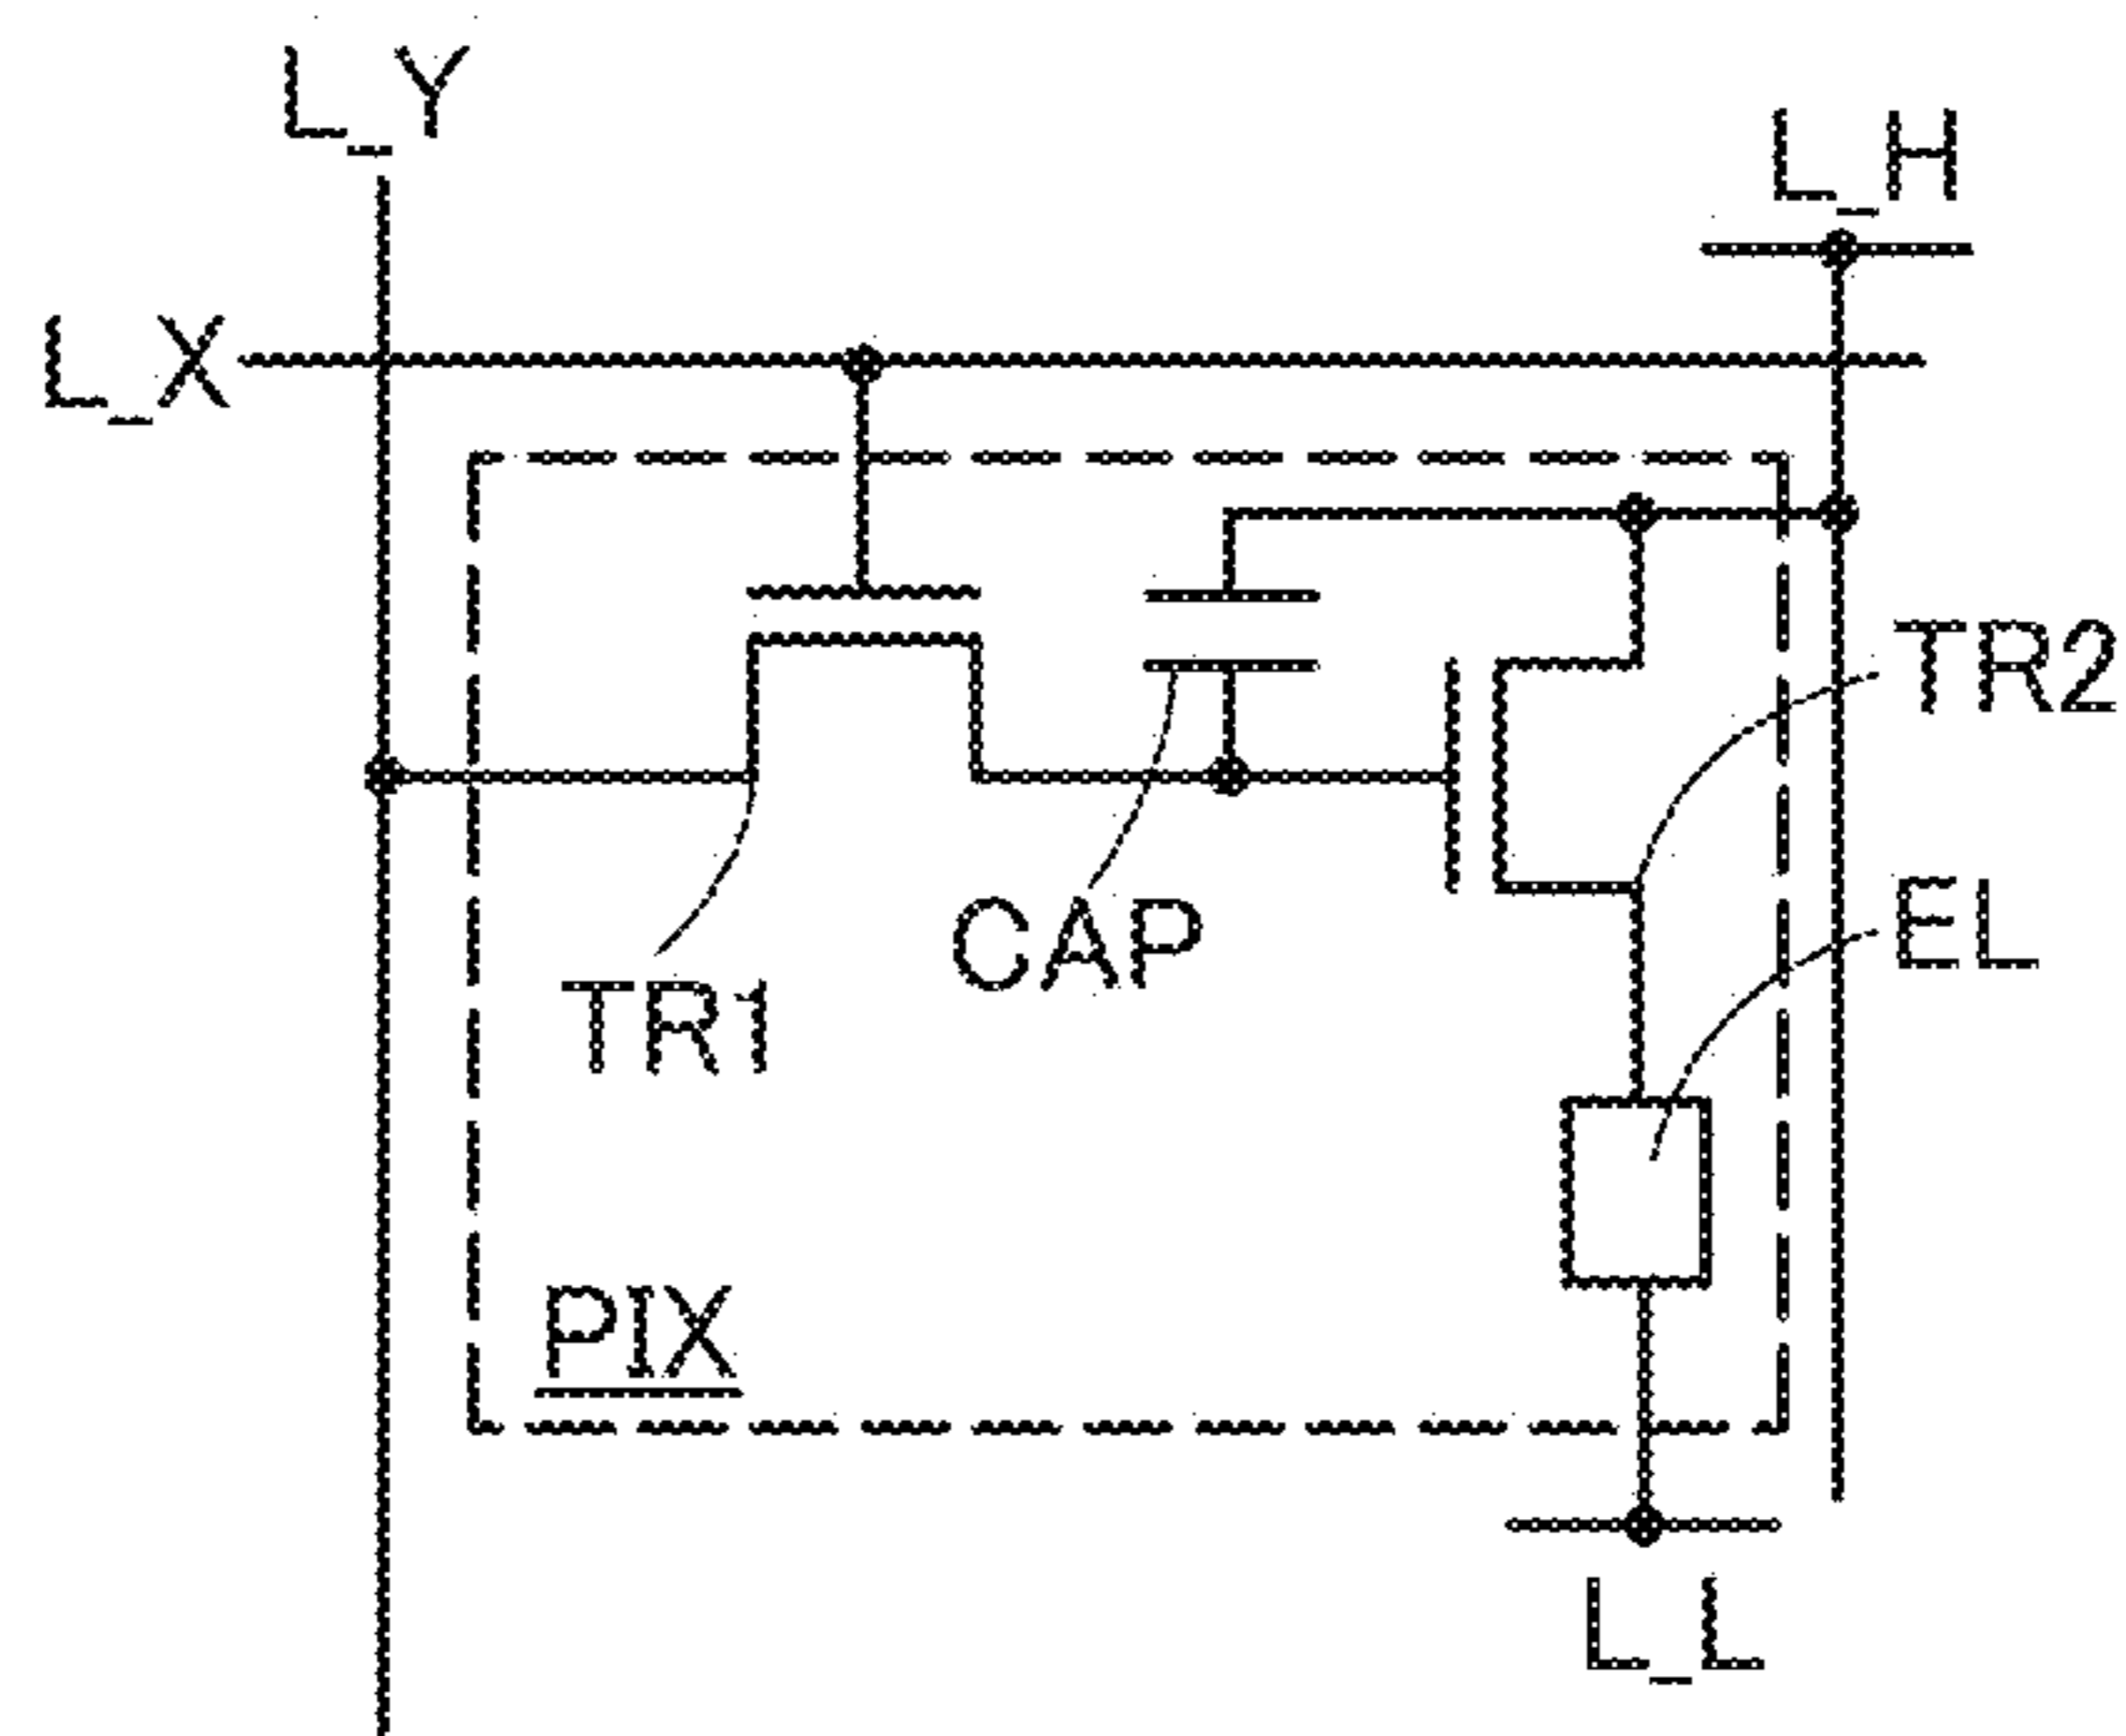 L_Y
L_H
L_X
TR2
CAP
EL
TR1
PIX
L_L